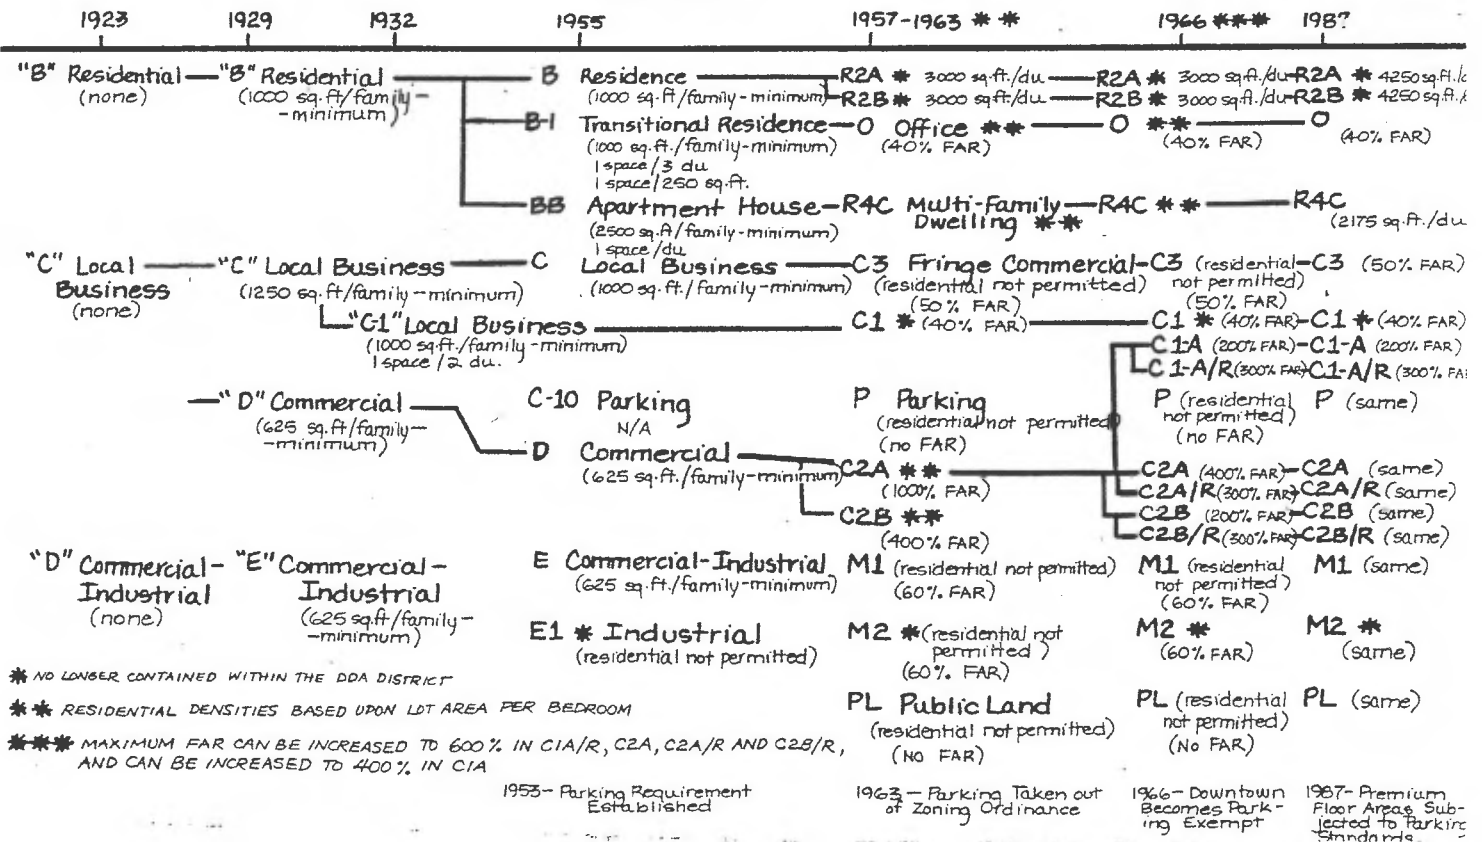 1923 1929 1932 1955 1957-1963 ** 1966 *** 198?
"B" Residential — "B" Residential — B Residence — R2A * 3000 sq.ft./du — R2A * 3000 sq.ft./du — R2A * 4250 sq.ft./
(none) (1000 sq.ft/family- (1000 sq.ft/family-minimum) R2B * 3000 sq.ft./du — R2B * 3000 sq.ft./du — R2B * 4250 sq.ft./
-minimum)
B-1 Transitional Residence — O Office ** — O ** — O
(1000 sq.ft./family-minimum) (40% FAR) (40% FAR) (40% FAR)
1 space/3 du
1 space/250 sq.ft.
BB Apartment House — R4C Multi-Family — R4C ** — R4C
Dwelling **
(2500 sq.ft/family-minimum) (2175 sq.ft./du
1 space/du
"C" Local — "C" Local Business — C Local Business — C3 Fringe Commercial — C3 (residential — C3 (50% FAR)
Business (1250 sq.ft/family-minimum) (1000 sq.ft/family-minimum) (residential not permitted) not permitted)
(none) (50% FAR) (50% FAR)
"C-1" Local Business — C1 * (40% FAR) — C1 * (40% FAR) — C1 * (40% FAR)
(1000 sq.ft./family-minimum) C1-A (200% FAR) — C1-A (200% FAR)
1 space/2 du. C1-A/R (300% FAR) — C1-A/R (300% FA
— "D" Commercial C-10 Parking P Parking P (residential P (same)
(625 sq.ft/family- N/A (residential not permitted) not permitted)
-minimum) (no FAR) (no FAR)
D Commercial — C2A ** — C2A (400% FAR) — C2A (same)
(625 sq.ft/family-minimum) (1000% FAR) C2A/R (300% FAR) — C2A/R (same)
C2B ** C2B (200% FAR) — C2B (same)
(400% FAR) C2B/R (300% FAR) — C2B/R (same)
"D" Commercial- "E" Commercial- E Commercial-Industrial M1 (residential not permitted) M1 (residential M1 (same)
Industrial Industrial (625 sq.ft/family-minimum) (60% FAR) not permitted)
(none) (625 sq.ft/family- (60% FAR)
-minimum)
E1 * Industrial M2 * (residential not M2 * M2 *
(residential not permitted) permitted) (60% FAR) (same)
(60% FAR)
* NO LONGER CONTAINED WITHIN THE DDA DISTRICT
** RESIDENTIAL DENSITIES BASED UPON LOT AREA PER BEDROOM
PL Public Land PL (residential PL (same)
(residential not permitted) not permitted)
(No FAR) (No FAR)
*** MAXIMUM FAR CAN BE INCREASED TO 600% IN C1A/R, C2A, C2A/R AND C2B/R,
AND CAN BE INCREASED TO 400% IN C1A
1953- Parking Requirement 1963- Parking Taken out 1966- Downtown 1987- Premium
Established of Zoning Ordinance Becomes Park- Floor Areas Sub-
ing Exempt jected to Parking
Standards.